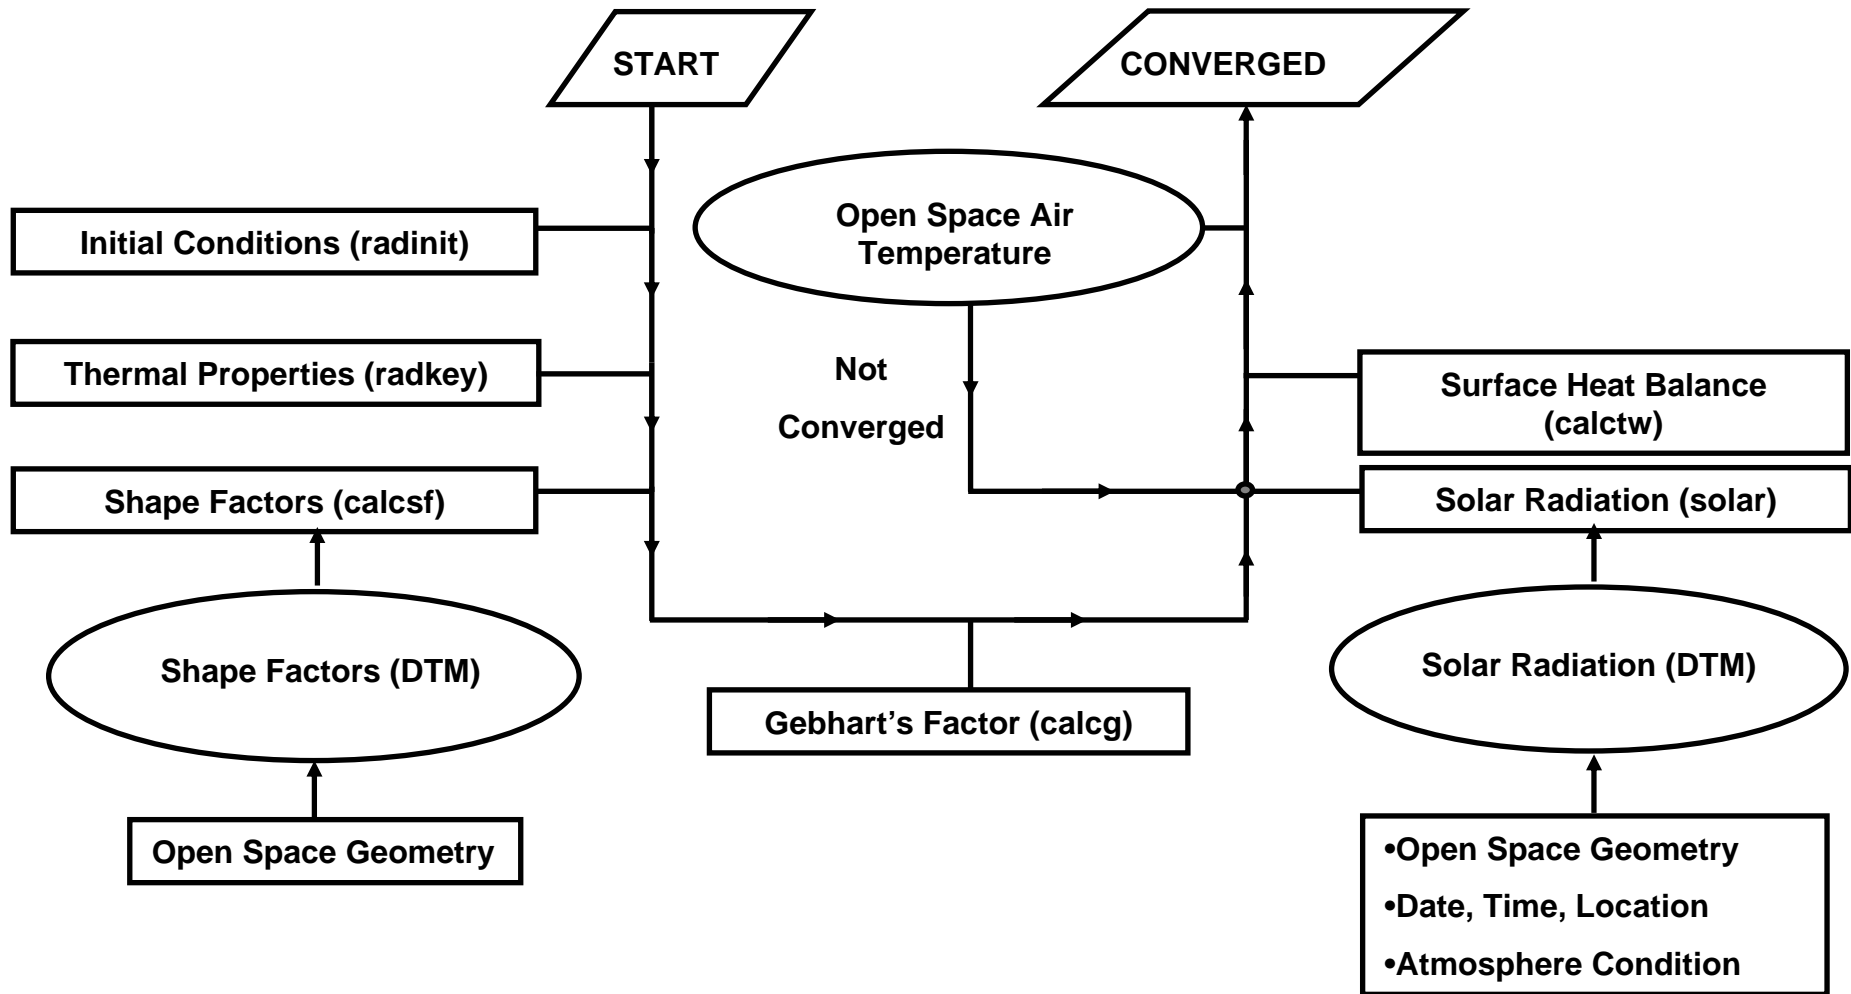 START
CONVERGED
Open Space Air
Temperature
Initial Conditions (radinit)
Thermal Properties (radkey)
Not
Converged
Surface Heat Balance
(calctw)
Shape Factors (calcsf)
Solar Radiation (solar)
Shape Factors (DTM)
Solar Radiation (DTM)
Gebhart’s Factor (calcg)
Open Space Geometry
•Open Space Geometry
•Date, Time, Location
•Atmosphere Condition